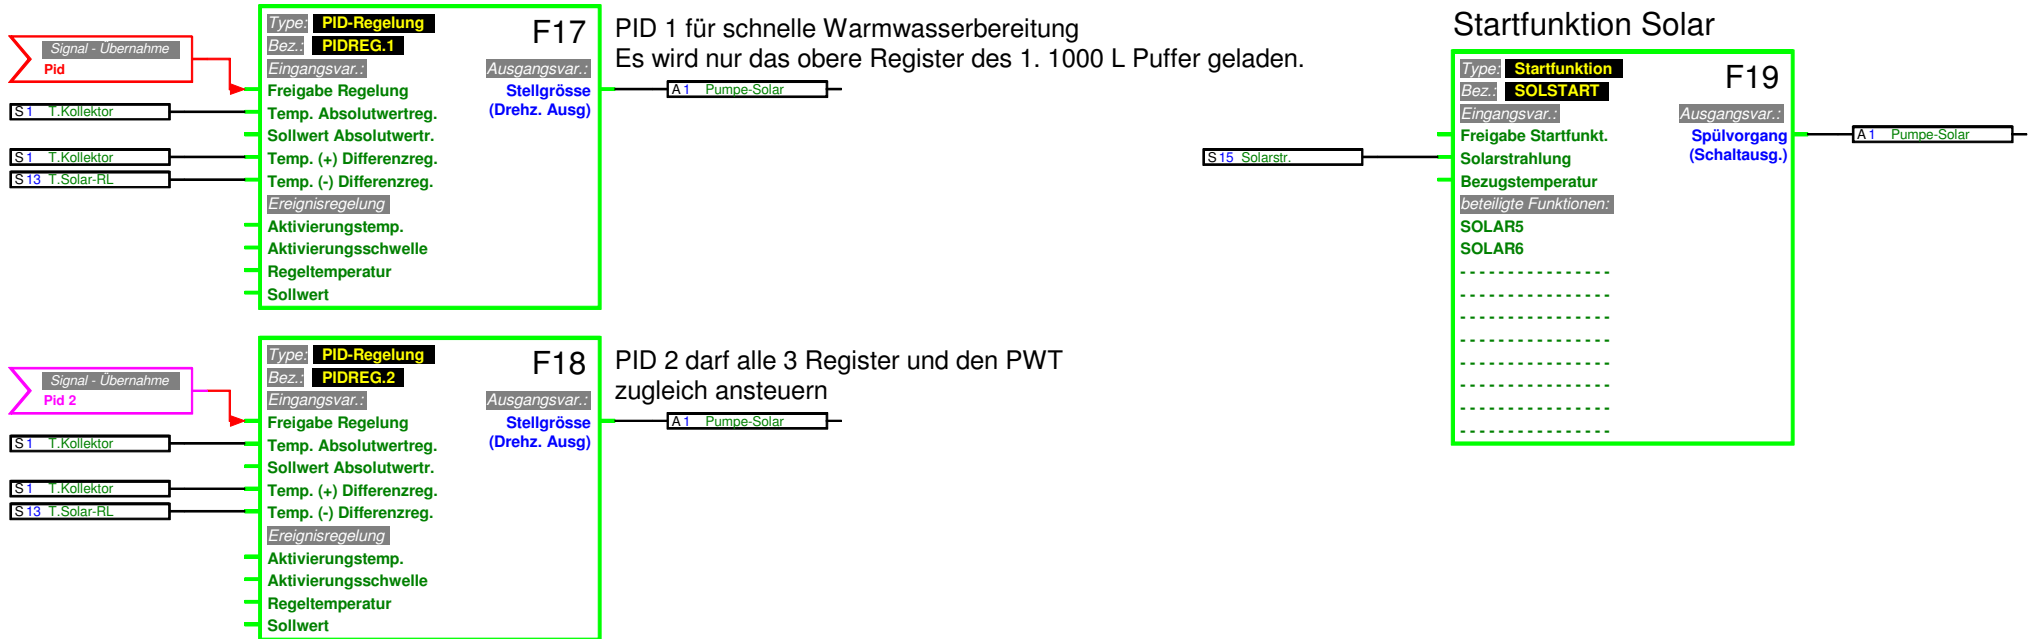 Signal - Übernahme
Pid
S 1 T.Kollektor
S 1 T.Kollektor
S 13 T.Solar-RL
Type: PID-Regelung
F17
Bez.: PIDREG.1
Eingangsvar.: Ausgangsvar.:
Freigabe Regelung Stellgrösse
Temp. Absolutwertreg. (Drehz. Ausg)
Sollwert Absolutwertr.
Temp. (+) Differenzreg.
Temp. (-) Differenzreg.
Ereignisregelung
Aktivierungstemp.
Aktivierungsschwelle
Regeltemperatur
Sollwert
A 1 Pumpe-Solar
PID 1 für schnelle Warmwasserbereitung
Es wird nur das obere Register des 1. 1000 L Puffer geladen.
Startfunktion Solar
S 15 Solarstr.
Type: Startfunktion
F19
Bez.: SOLSTART
Eingangsvar.: Ausgangsvar.:
Freigabe Startfunkt. Spülvorgang
Solarstrahlung (Schaltausg.)
Bezugstemperatur
beteiligte Funktionen:
SOLAR5
SOLAR6
- - - - - - - - - - - - - - - -
- - - - - - - - - - - - - - - -
- - - - - - - - - - - - - - - -
- - - - - - - - - - - - - - - -
- - - - - - - - - - - - - - - -
- - - - - - - - - - - - - - - -
- - - - - - - - - - - - - - - -
- - - - - - - - - - - - - - - -
A 1 Pumpe-Solar
Signal - Übernahme
Pid 2
S 1 T.Kollektor
S 1 T.Kollektor
S 13 T.Solar-RL
Type: PID-Regelung
F18
Bez.: PIDREG.2
Eingangsvar.: Ausgangsvar.:
Freigabe Regelung Stellgrösse
Temp. Absolutwertreg. (Drehz. Ausg)
Sollwert Absolutwertr.
Temp. (+) Differenzreg.
Temp. (-) Differenzreg.
Ereignisregelung
Aktivierungstemp.
Aktivierungsschwelle
Regeltemperatur
Sollwert
A 1 Pumpe-Solar
PID 2 darf alle 3 Register und den PWT
zugleich ansteuern